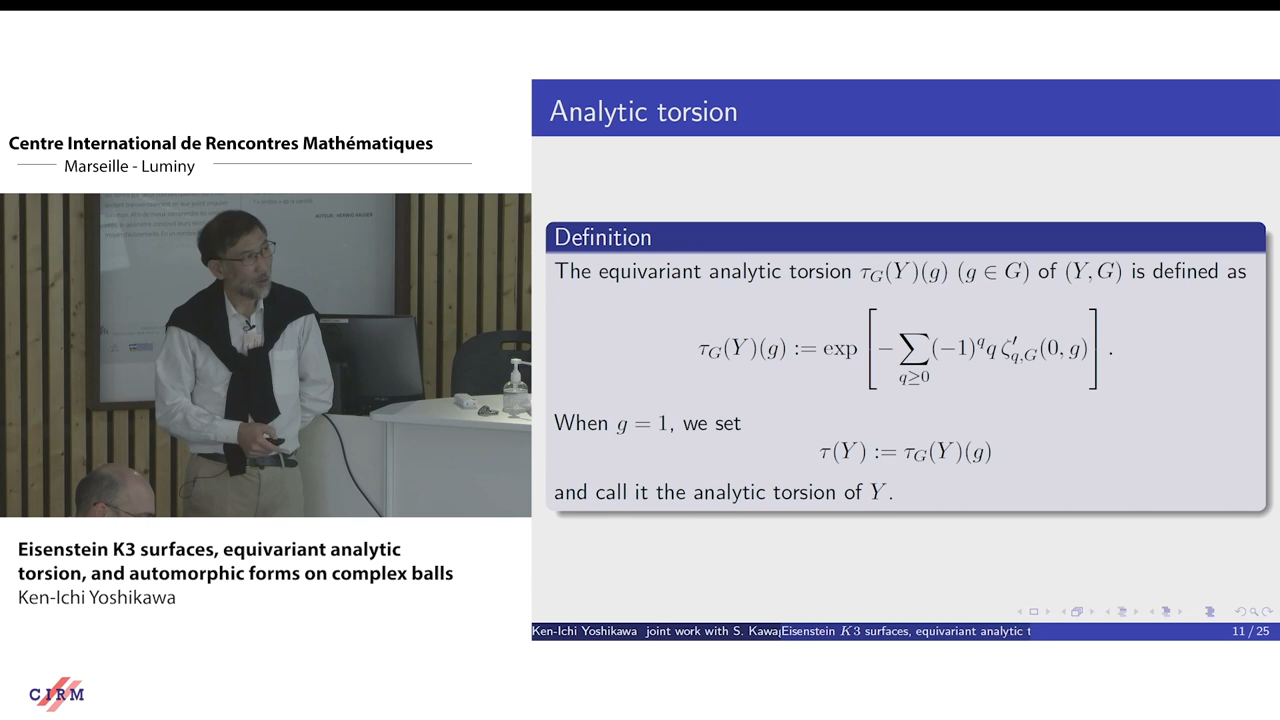 Centre International de Rencontres Mathématiques
Marseille - Luminy
AUTEUR : HERWIG HAUSER
Eisenstein K3 surfaces, equivariant analytic
torsion, and automorphic forms on complex balls
Ken-Ichi Yoshikawa
CIRM
Analytic torsion
Definition
The equivariant analytic torsion τ_G(Y)(g) (g ∈ G) of (Y, G) is defined as
τ_G(Y)(g) := exp [ − ∑_{q≥0} (−1)^q q ζ′_{q,G}(0, g) ] .
When g = 1, we set
τ(Y) := τ_G(Y)(g)
and call it the analytic torsion of Y.
Ken-Ichi Yoshikawa joint work with S. Kawa
Eisenstein K3 surfaces, equivariant analytic t
11 / 25